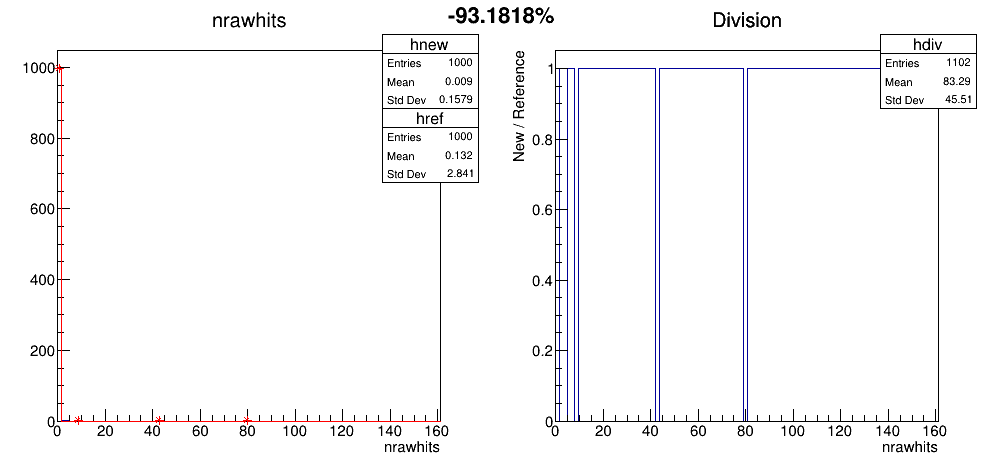 -93.1818%
nrawhits
hnew
Entries 1000
Mean 0.009
Std Dev 0.1579
href
Entries 1000
Mean 0.132
Std Dev 2.841
1000
800
600
400
200
0
0 20 40 60 80 100 120 140 160
nrawhits
Division
hdiv
Entries 1102
Mean 83.29
Std Dev 45.51
New / Reference
1
0.8
0.6
0.4
0.2
0
0 20 40 60 80 100 120 140 160
nrawhits